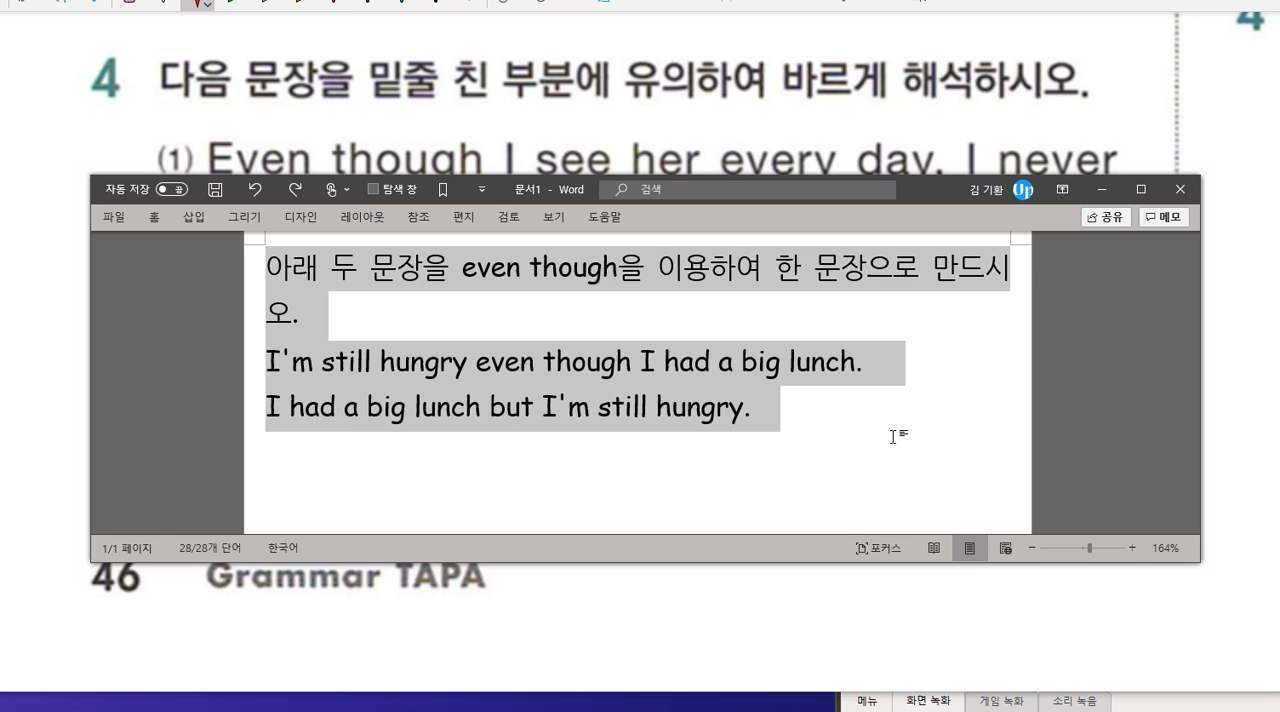 4 다음 문장을 밑줄 친 부분에 유의하여 바르게 해석하시오.
4
(1) Even though I see her every day, I never
자동 저장 끔 탐색 창 문서1 - Word 검색 김 기환 Up
파일 홈 삽입 그리기 디자인 레이아웃 참조 편지 검토 보기 도움말 공유 메모
아래 두 문장을 even though을 이용하여 한 문장으로 만드시
오.
I'm still hungry even though I had a big lunch.
I had a big lunch but I'm still hungry.
1/1 페이지 28/28개 단어 한국어 포커스 164%
46 Grammar TAPA
메뉴 화면 녹화 게임 녹화 소리 녹음